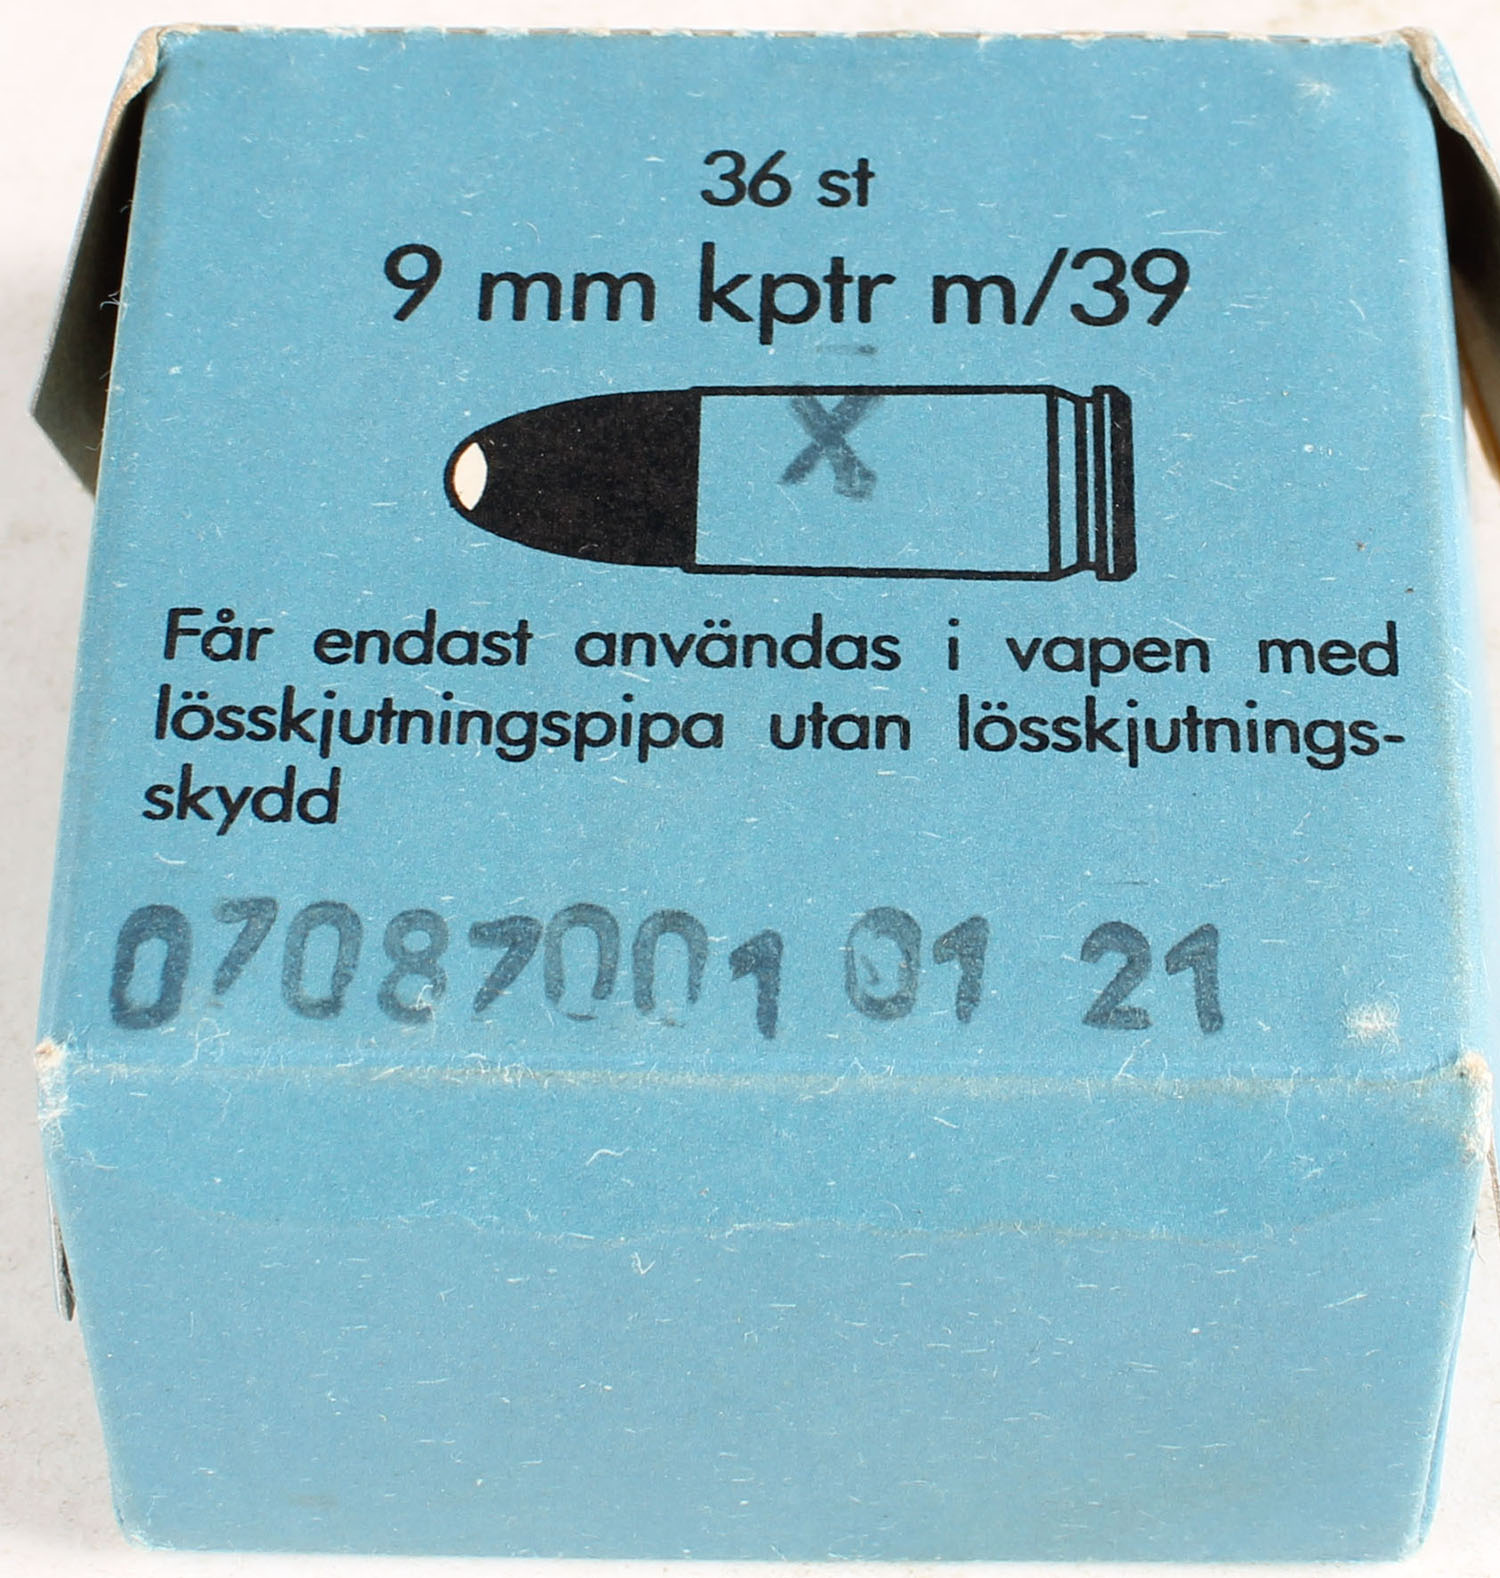 36 st
9 mm kptr m/39
X
Får endast användas i vapen med
lösskjutningspipa utan lösskjutnings-
skydd
07087001 01 21